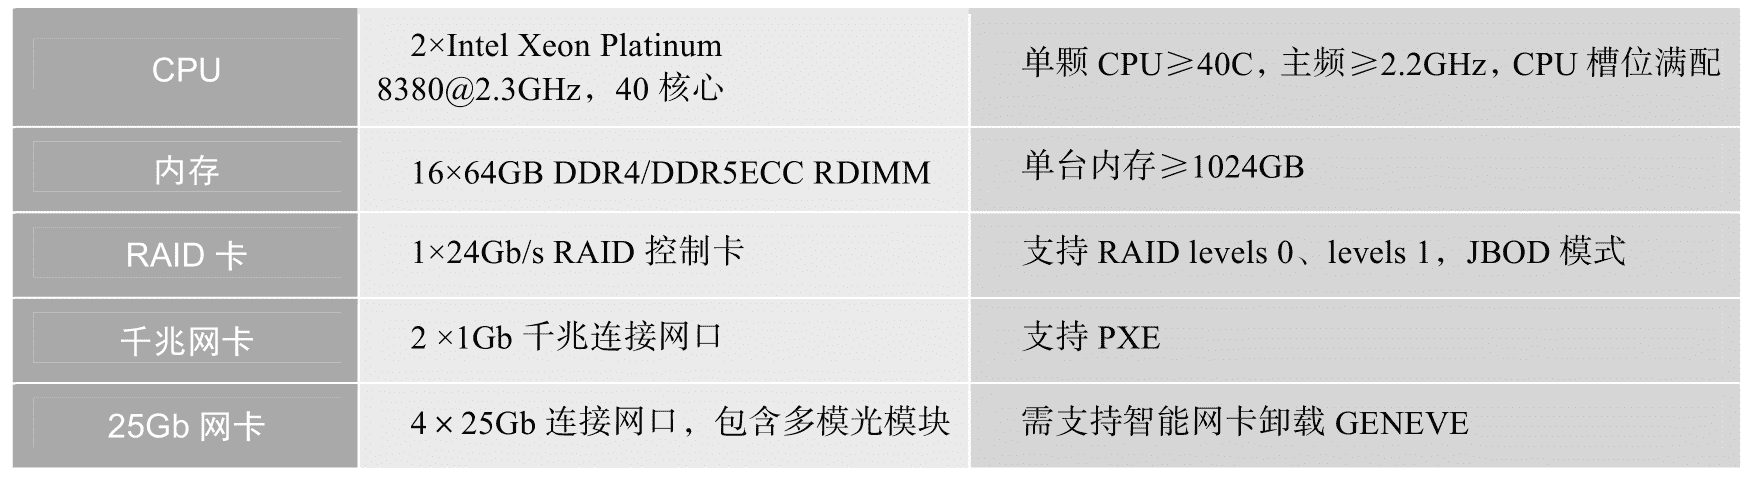 CPU
2×Intel Xeon Platinum
8380@2.3GHz，40 核心
单颗 CPU≥40C，主频≥2.2GHz，CPU 槽位满配
内存
16×64GB DDR4/DDR5ECC RDIMM
单台内存≥1024GB
RAID 卡
1×24Gb/s RAID 控制卡
支持 RAID levels 0、levels 1，JBOD 模式
千兆网卡
2 ×1Gb 千兆连接网口
支持 PXE
25Gb 网卡
4 × 25Gb 连接网口，包含多模光模块
需支持智能网卡卸载 GENEVE